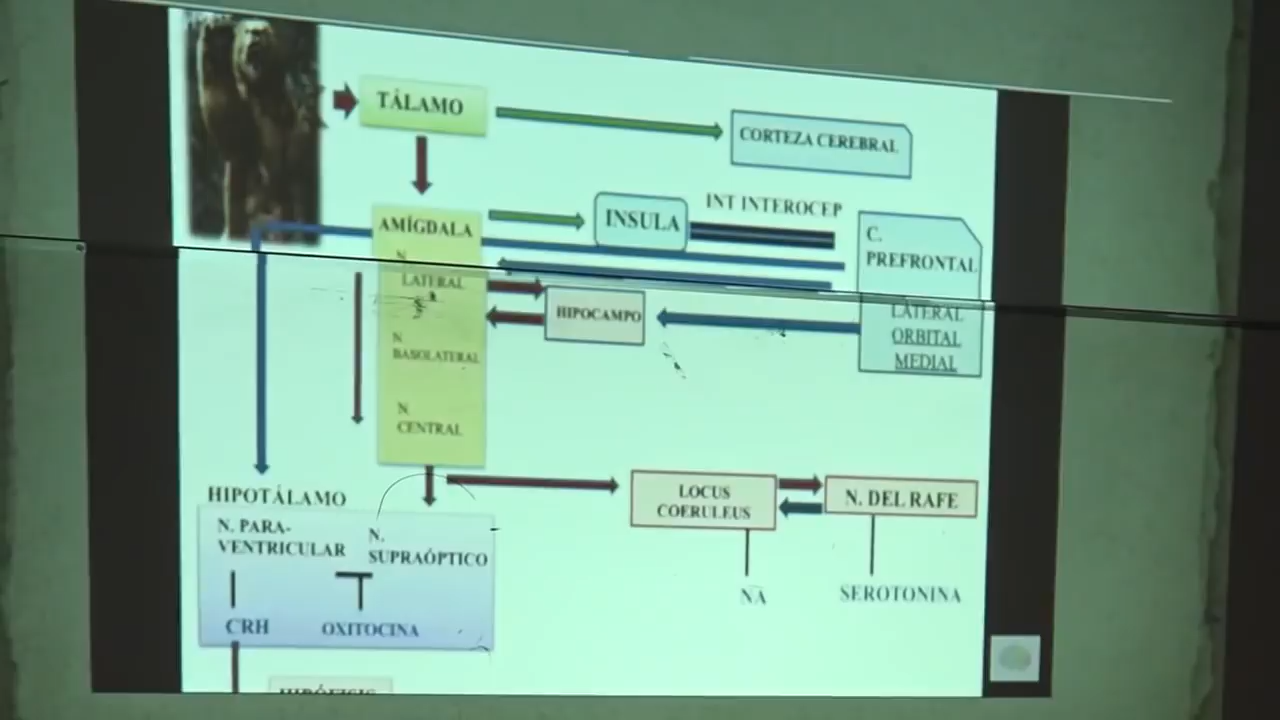 TÁLAMO
CORTEZA CEREBRAL
AMÍGDALA
INSULA
INT INTEROCEP
C.
PREFRONTAL
LATERAL
ORBITAL
MEDIAL
N.
LATERAL
HIPOCAMPO
N
BASOLATERAL
N
CENTRAL
HIPOTÁLAMO
N. PARA-
VENTRICULAR
N.
SUPRAÓPTICO
CRH
OXITOCINA
LOCUS
COERULEUS
N. DEL RAFE
NA
SEROTONINA
HIPÓFISIS